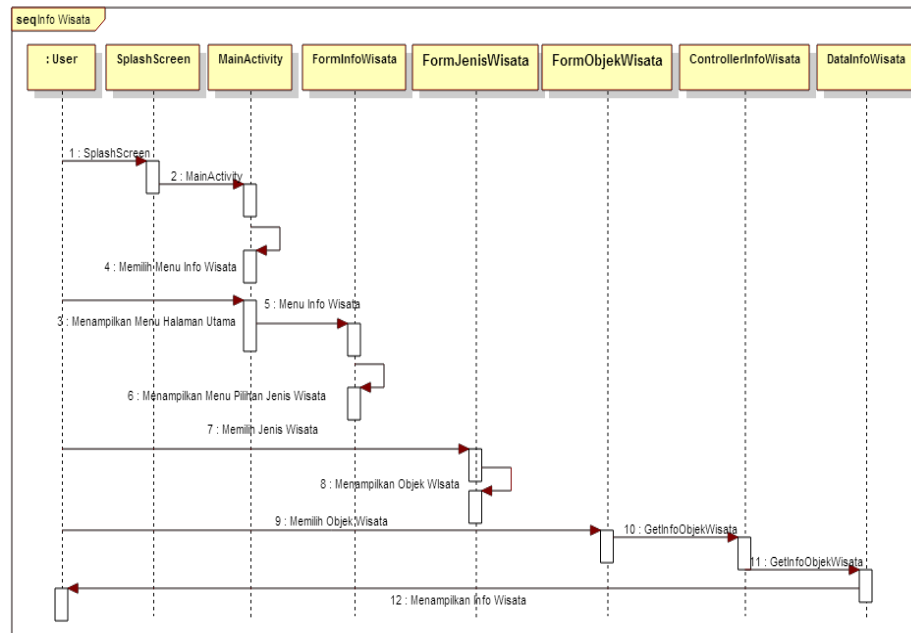 seqInfo Wisata
: User
SplashScreen
MainActivity
FormInfoWisata
FormJenisWisata
FormObjekWisata
ControllerInfoWisata
DataInfoWisata
1 : SplashScreen
2 : MainActivity
4 : Memilih Menu Info Wisata
5 : Menu Info Wisata
3 : Menampilkan Menu Halaman Utama
6 : Menampilkan Menu Pilihan Jenis Wisata
7 : Memilih Jenis Wisata
8 : Menampilkan Objek WIsata
9 : Memilih Objek Wisata
10 : GetInfoObjekWisata
11 : GetInfoObjekWisata
12 : Menampilkan Info Wisata